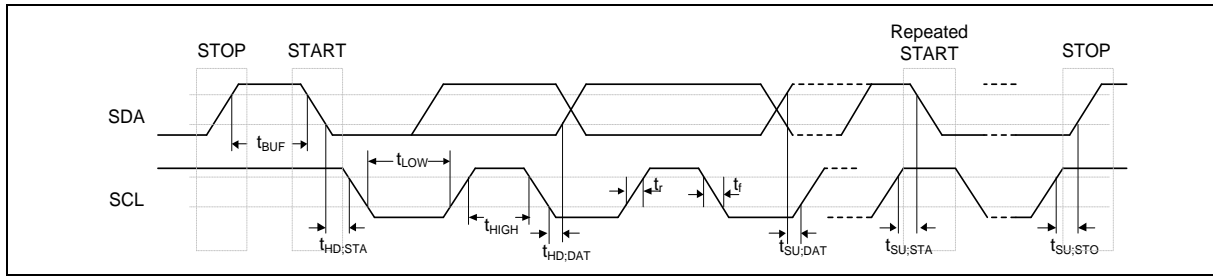 STOP
START
Repeated
START
STOP
SDA
tBUF
tLOW
SCL
tr
tf
tHD;STA
tHIGH
tHD;DAT
tSU;DAT
tSU;STA
tSU;STO